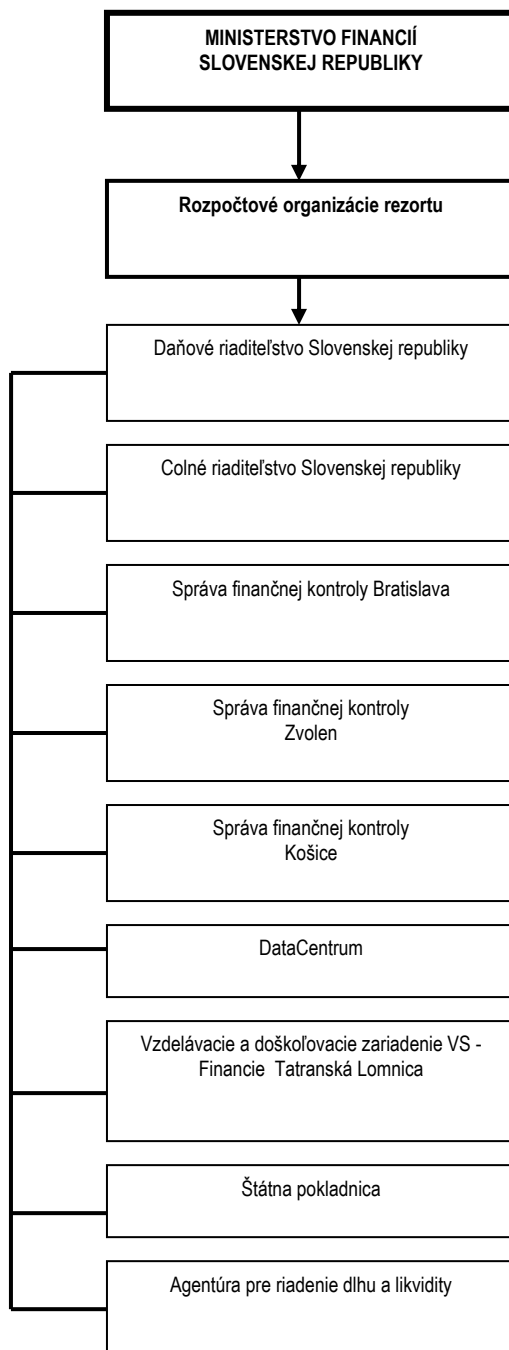 MINISTERSTVO FINANCIÍ
SLOVENSKEJ REPUBLIKY
Rozpočtové organizácie rezortu
Daňové riaditeľstvo Slovenskej republiky
Colné riaditeľstvo Slovenskej republiky
Správa finančnej kontroly Bratislava
Správa finančnej kontroly
Zvolen
Správa finančnej kontroly
Košice
DataCentrum
Vzdelávacie a doškoľovacie zariadenie VS -
Financie Tatranská Lomnica
Štátna pokladnica
Agentúra pre riadenie dlhu a likvidity